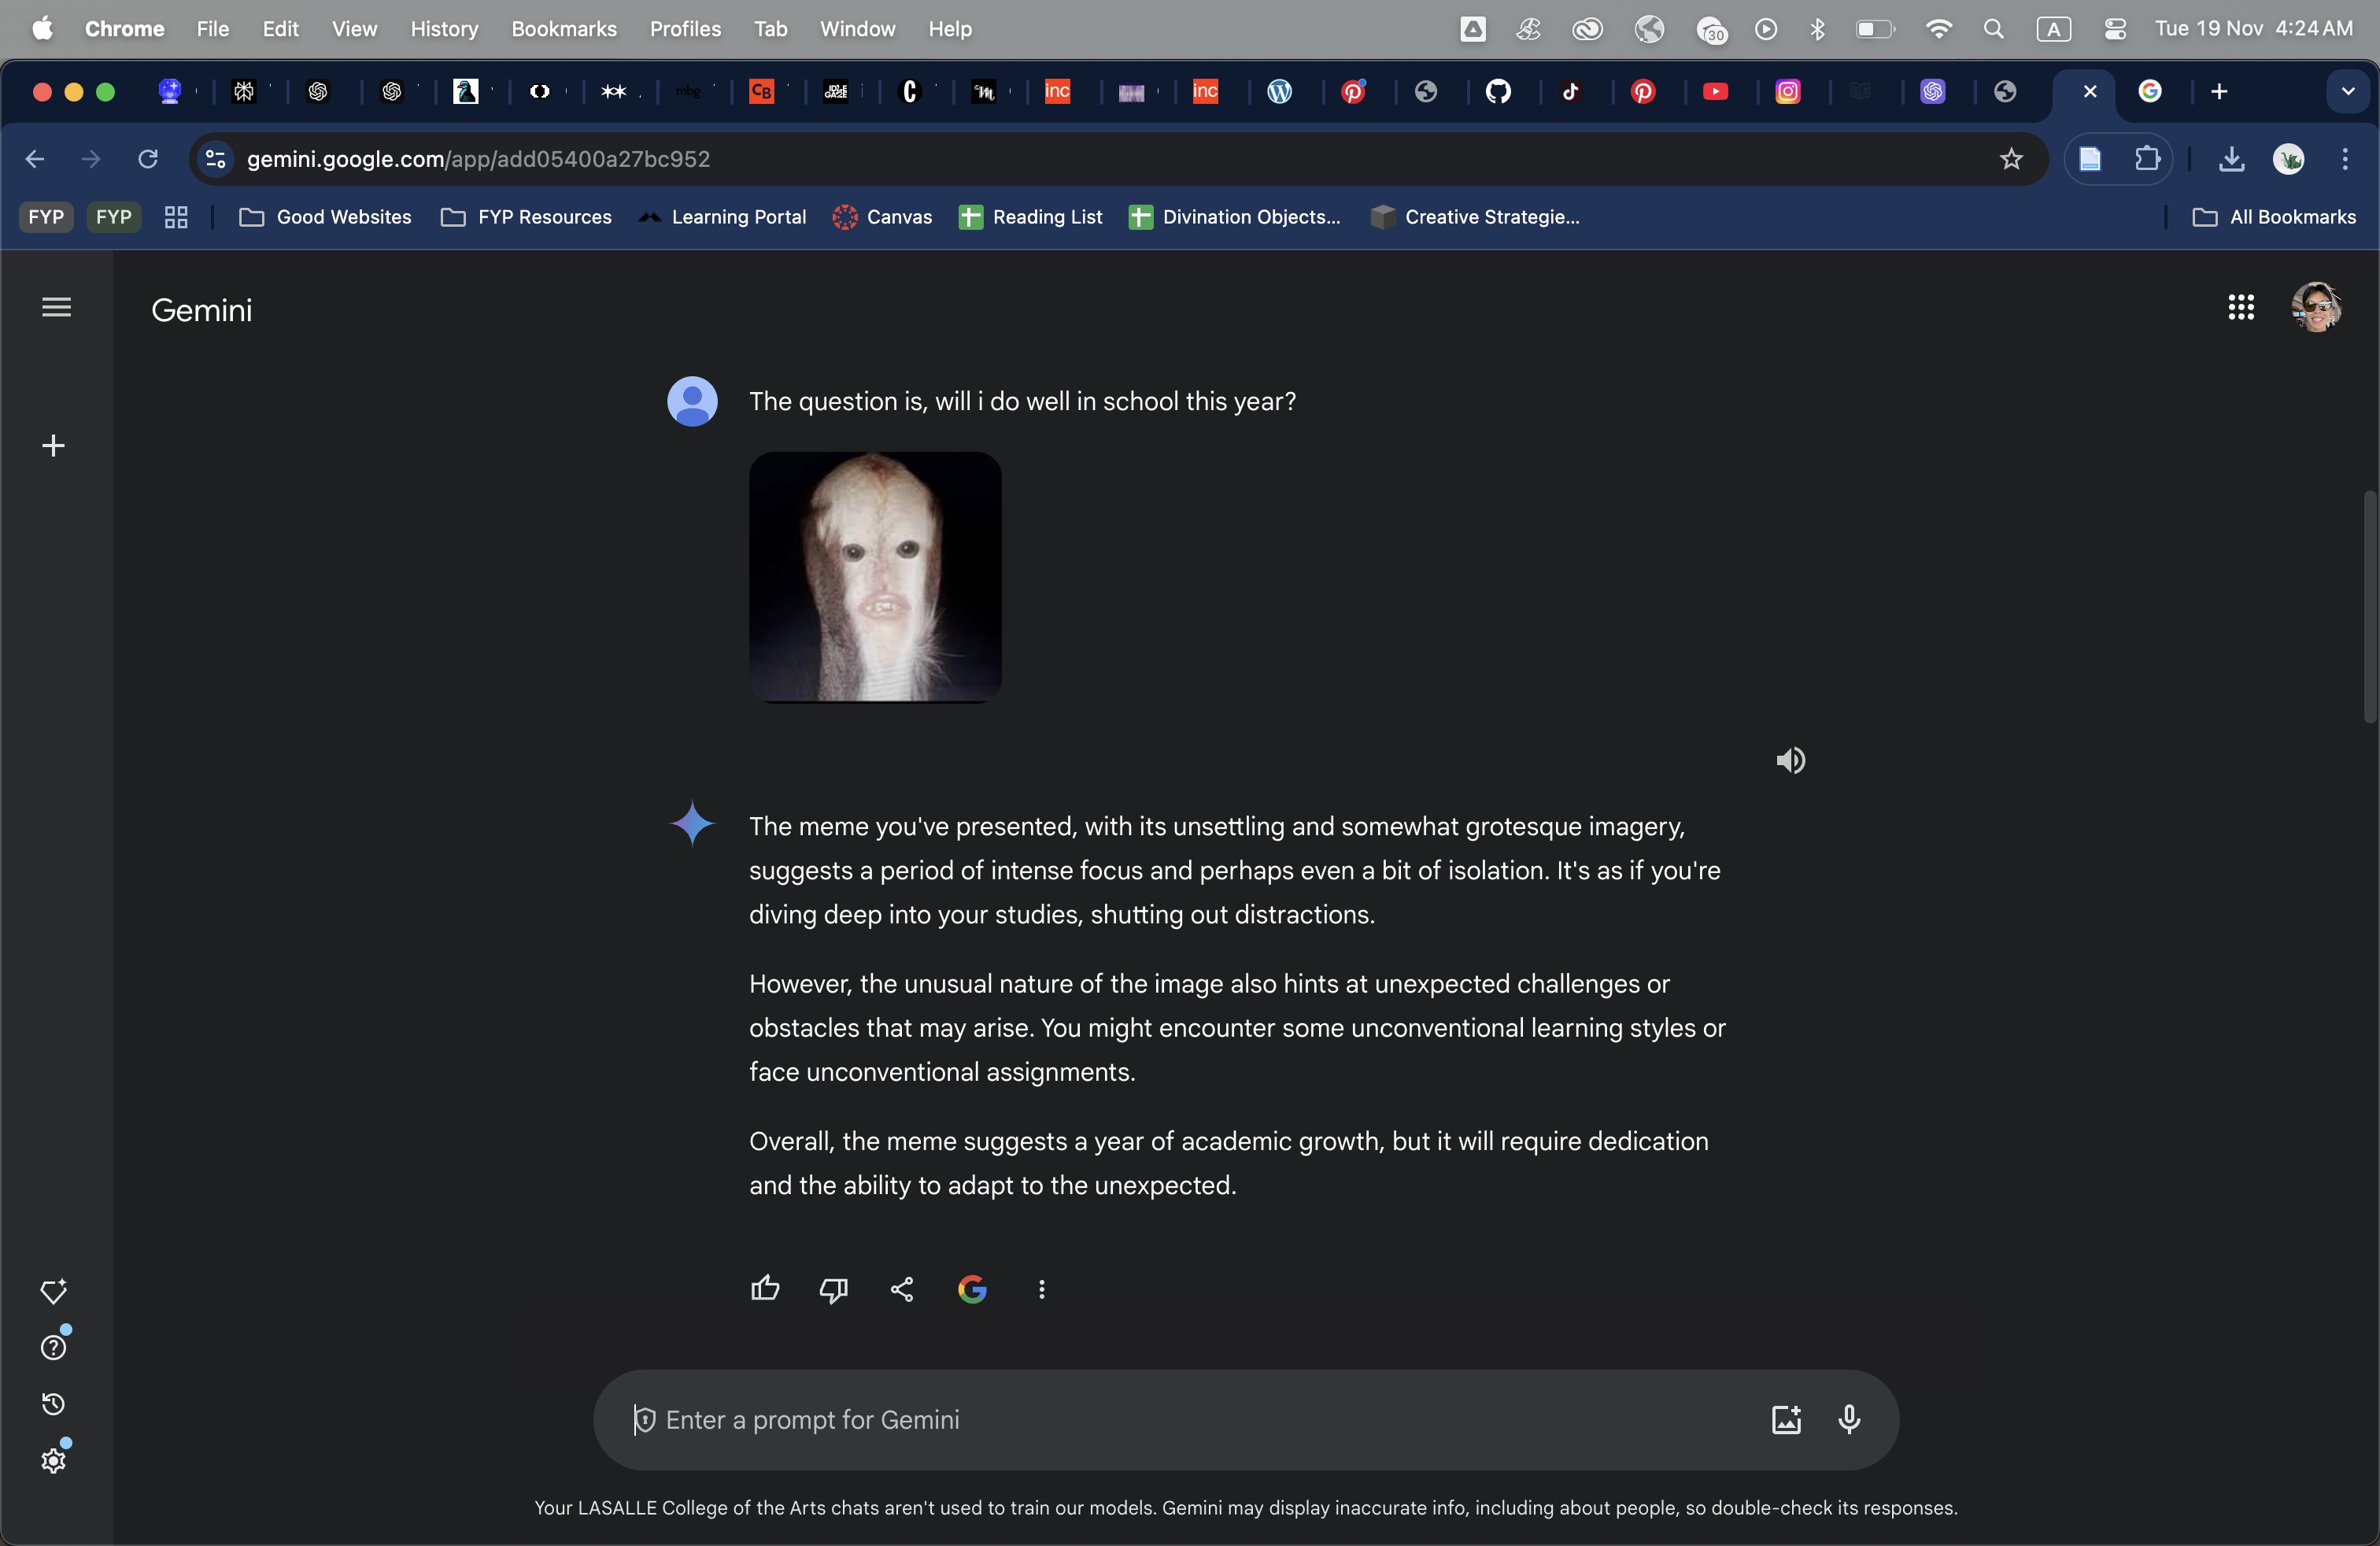 Chrome File Edit View History Bookmarks Profiles Tab Window Help 30 A Tue 19 Nov 4:24 AM
mbg CB inc inc
gemini.google.com/app/add05400a27bc952
FYP FYP Good Websites FYP Resources Learning Portal Canvas Reading List Divination Objects... Creative Strategie... All Bookmarks
Gemini
The question is, will i do well in school this year?
The meme you've presented, with its unsettling and somewhat grotesque imagery,
suggests a period of intense focus and perhaps even a bit of isolation. It's as if you're
diving deep into your studies, shutting out distractions.
However, the unusual nature of the image also hints at unexpected challenges or
obstacles that may arise. You might encounter some unconventional learning styles or
face unconventional assignments.
Overall, the meme suggests a year of academic growth, but it will require dedication
and the ability to adapt to the unexpected.
Enter a prompt for Gemini
Your LASALLE College of the Arts chats aren't used to train our models. Gemini may display inaccurate info, including about people, so double-check its responses.